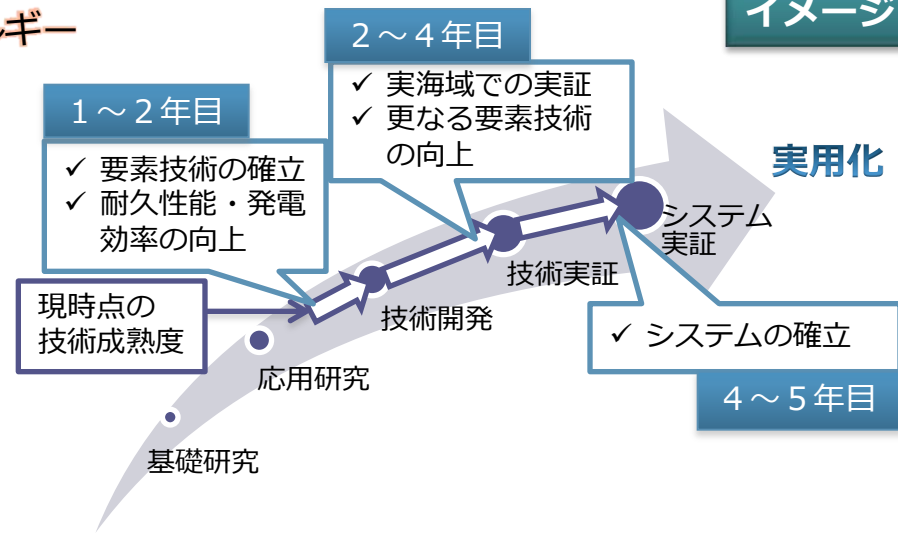 ギー
イメージ
2~4年目
✓ 実海域での実証
✓ 更なる要素技術
の向上
1~2年目
✓ 要素技術の確立
✓ 耐久性能・発電
効率の向上
実用化
システム
実証
技術実証
技術開発
現時点の
技術成熟度
応用研究
基礎研究
✓ システムの確立
4~5年目